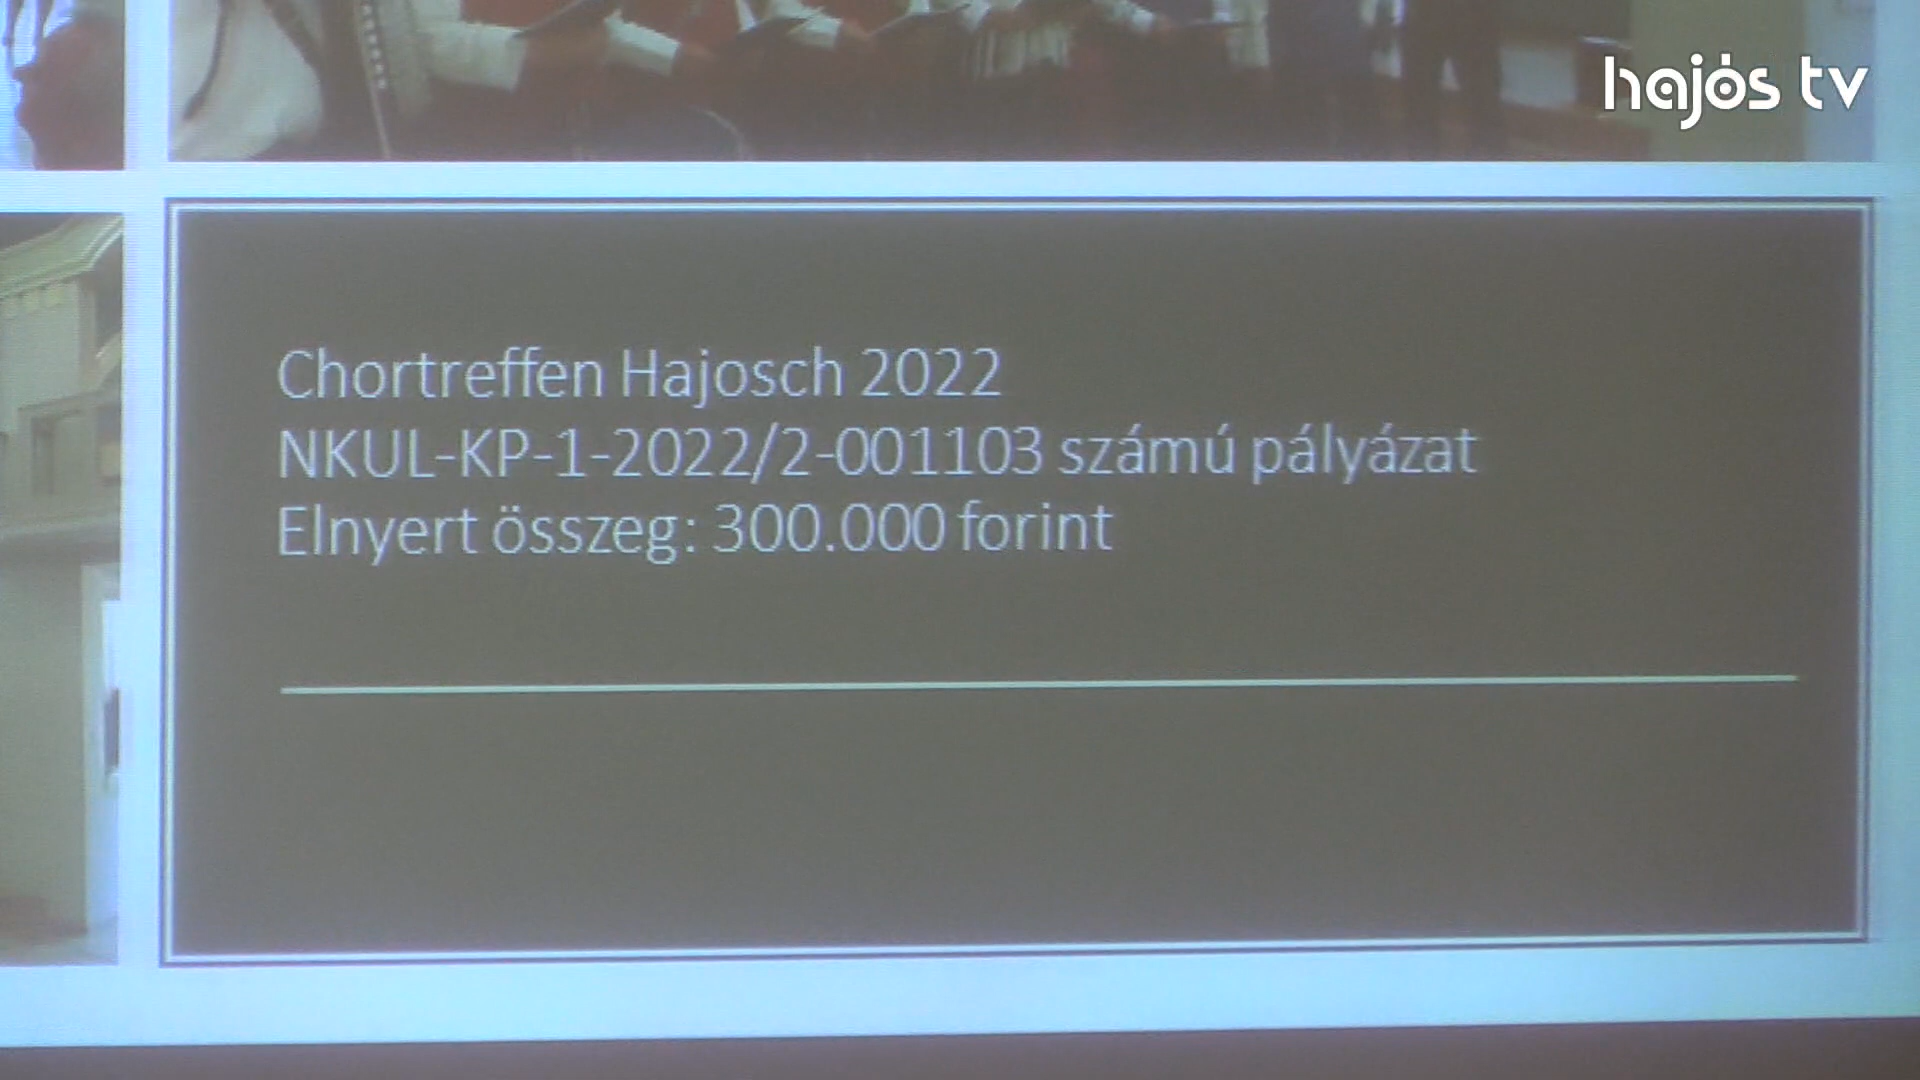 hajós tv
Chortreffen Hajosch 2022
NKUL-KP-1-2022/2-001103 számú pályázat
Elnyert összeg: 300.000 forint